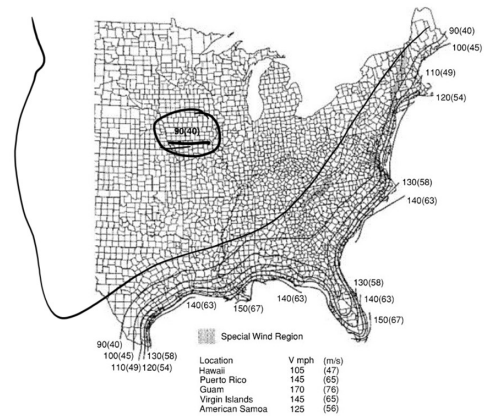 90(40)
100(45)
110(49)
120(54)
90(40)
130(58)
140(63)
130(58)
140(63)
140(63)
150(67)
140(63)
150(67)
90(40)
100(45)
130(58)
110(49)
120(54)
Special Wind Region
Location V mph (m/s)
Hawaii 105 (47)
Puerto Rico 145 (65)
Guam 170 (76)
Virgin Islands 145 (65)
American Samoa 125 (56)